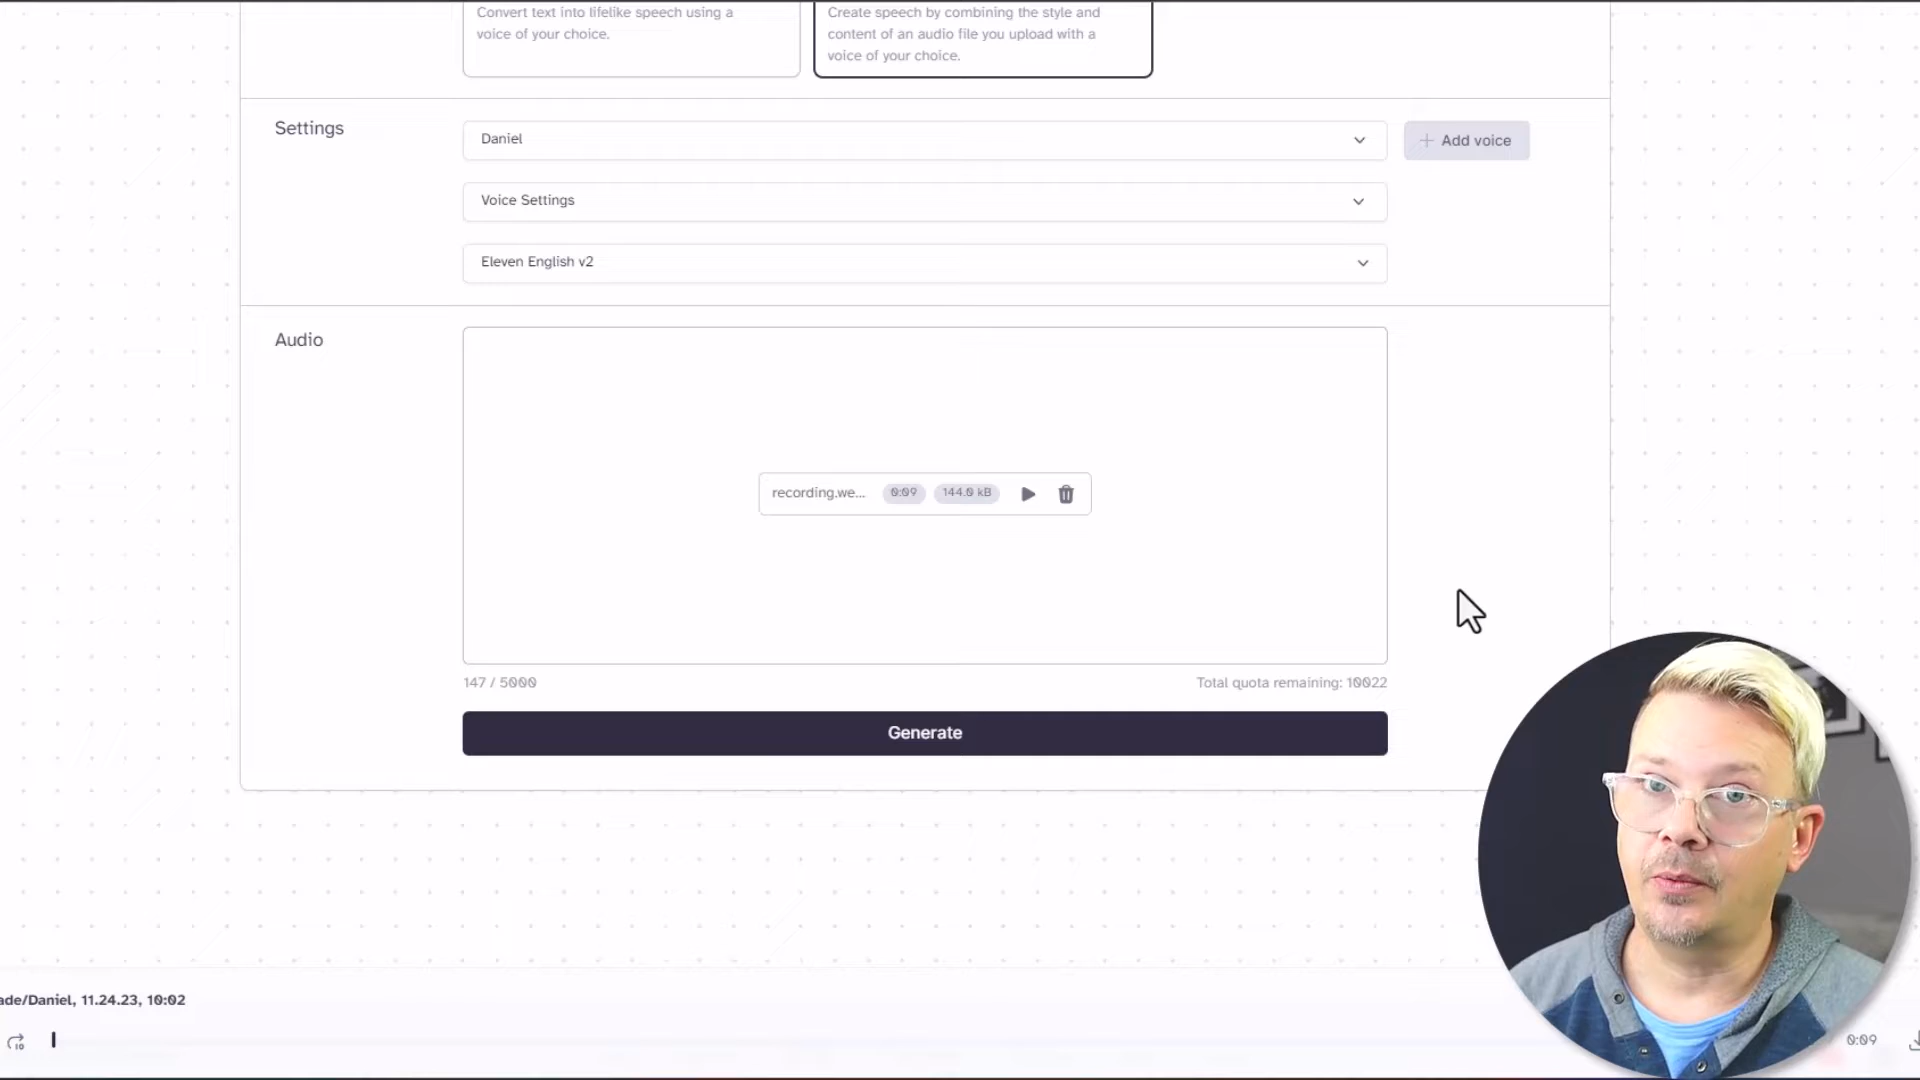 Convert text into lifelike speech using a
voice of your choice.
Create speech by combining the style and
content of an audio file you upload with a
voice of your choice.
Settings
Daniel
Add voice
Voice Settings
Eleven English v2
Audio
recording.we... 0:09 144.0 kB
147 / 5000
Total quota remaining: 10022
Generate
ade/Daniel, 11.24.23, 10:02
10
0:09